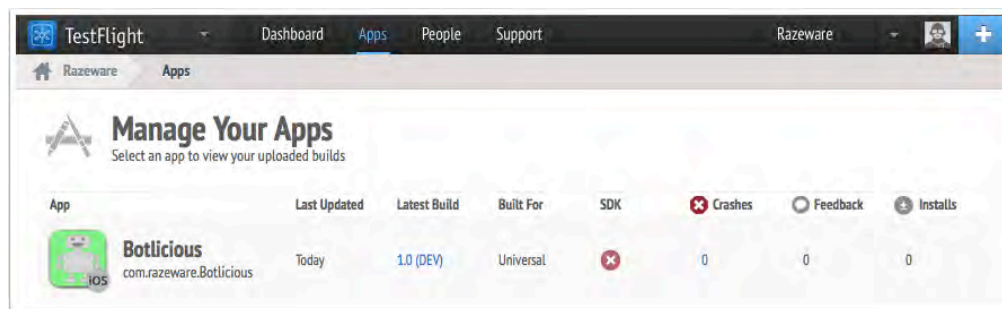 TestFlight Dashboard Apps People Support Razeware +
Razeware Apps
Manage Your Apps
Select an app to view your uploaded builds
App Last Updated Latest Build Built For SDK Crashes Feedback Installs
Botlicious
com.razeware.Botlicious Today 1.0 (DEV) Universal 0 0 0
iOS